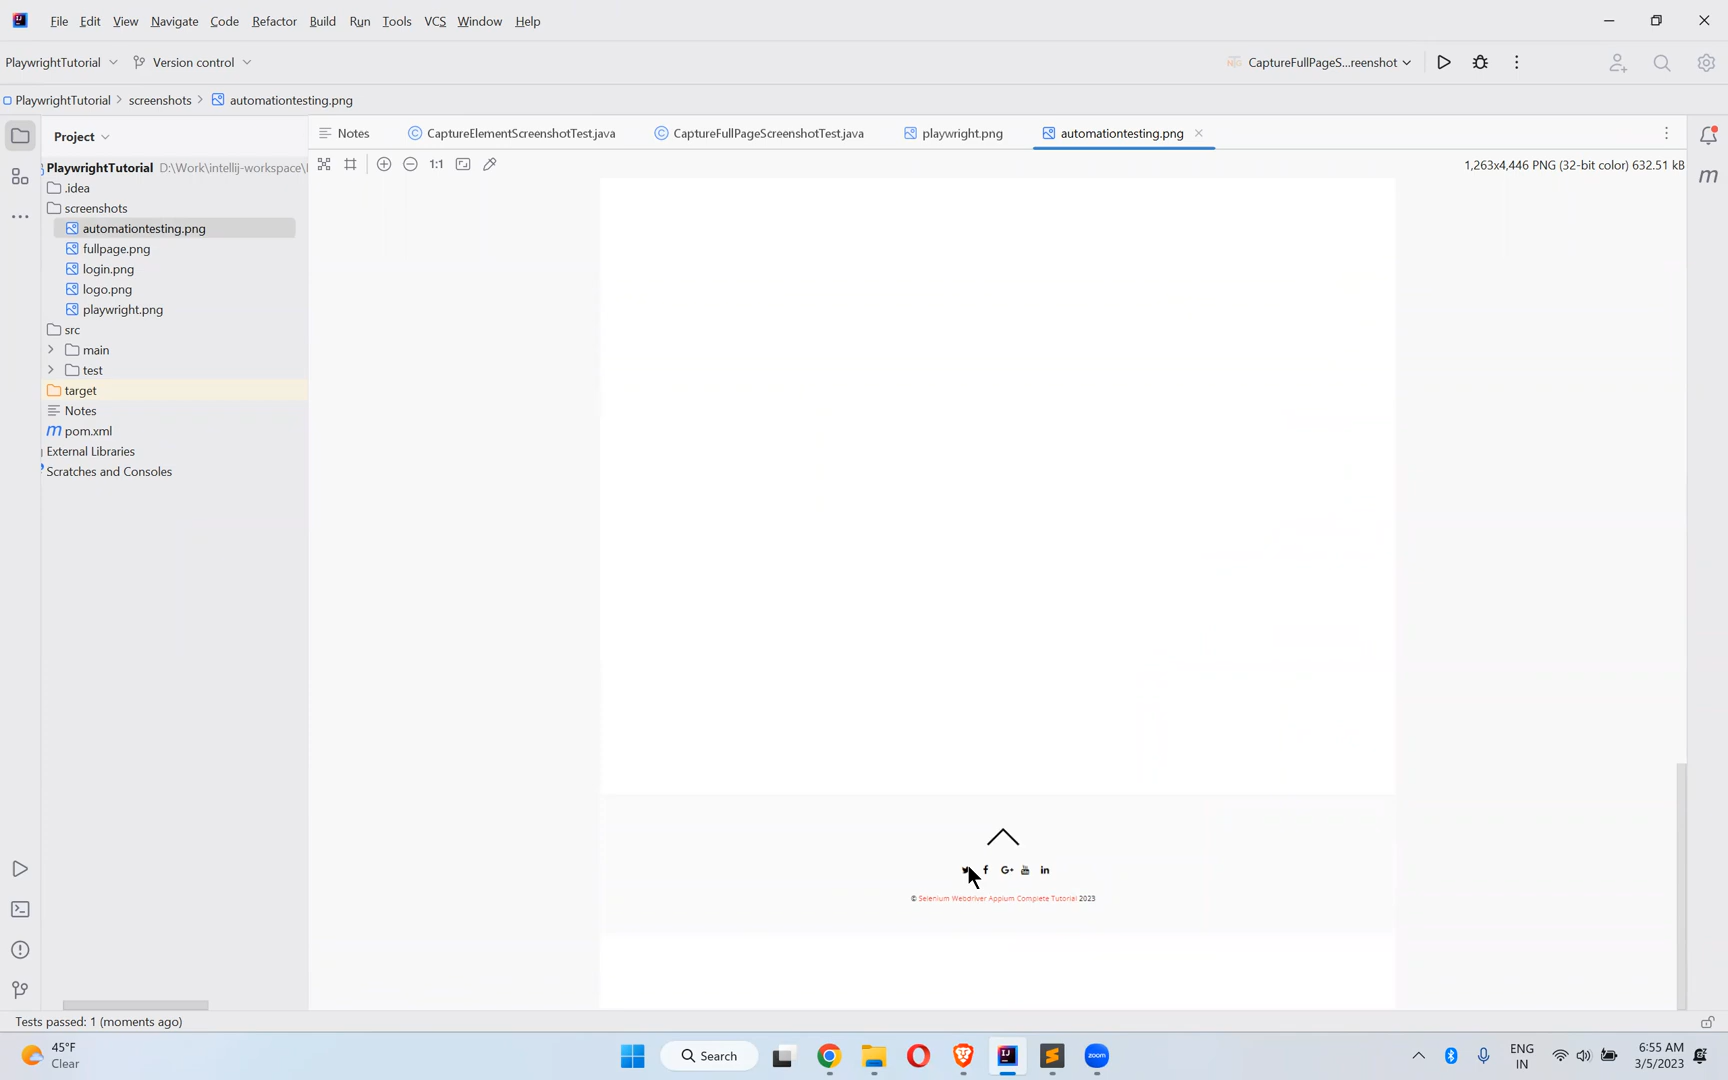 File Edit View Navigate Code Refactor Build Run Tools VCS Window Help
PlaywrightTutorial Version control CaptureFullPageS...reenshot
PlaywrightTutorial screenshots automationtesting.png
Project
Notes CaptureElementScreenshotTest.java CaptureFullPageScreenshotTest.java playwright.png automationtesting.png
1:1 1,263x4,446 PNG (32-bit color) 632.51 kB
PlaywrightTutorial D:\Work\intellij-workspace\
.idea
screenshots
automationtesting.png
fullpage.png
login.png
logo.png
playwright.png
src
main
test
target
Notes
pom.xml
External Libraries
Scratches and Consoles
© Selenium Webdriver Appium Complete Tutorial 2023
Tests passed: 1 (moments ago)
45°F
Clear
Search
zoom
ENG
IN
6:55 AM
3/5/2023